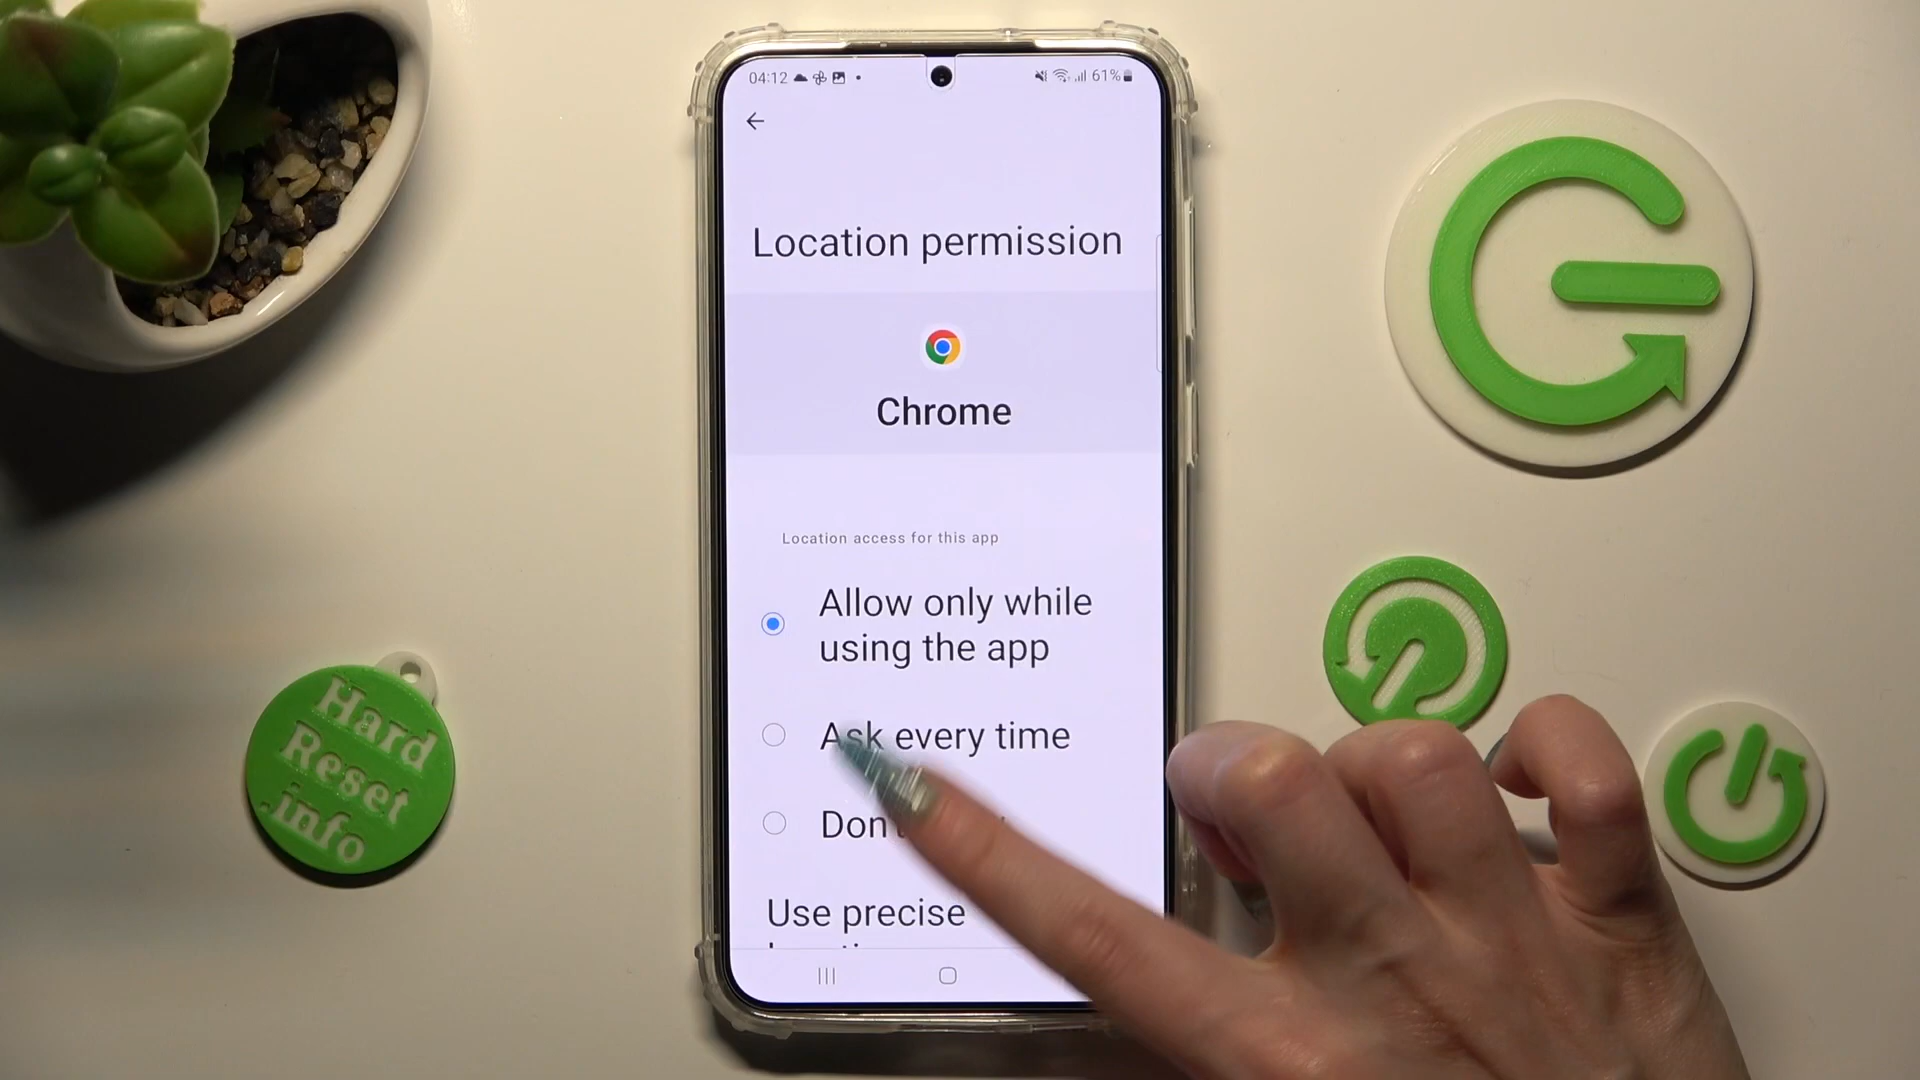 04:12
61%
Location permission
Chrome
Location access for this app
Allow only while
using the app
Ask every time
Don't
Use precise
Hard
Reset
.info